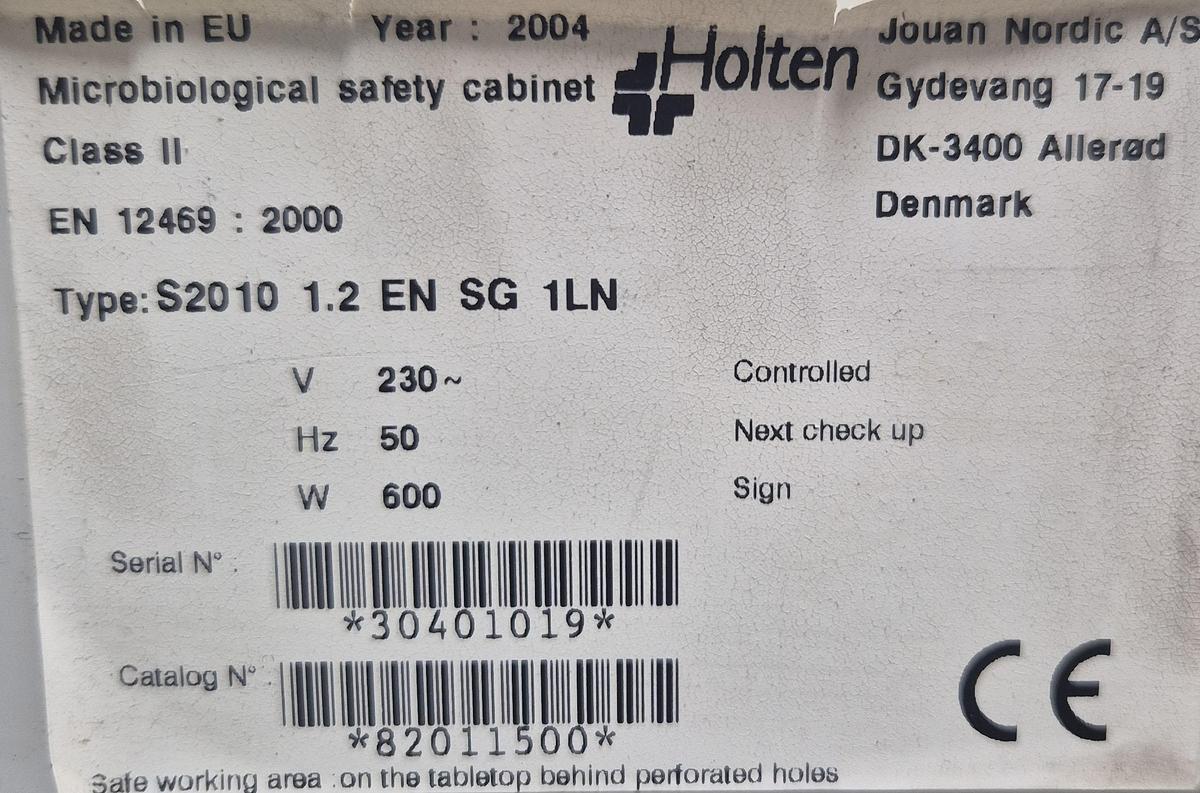 Made in EU Year : 2004
Microbiological safety cabinet
Class II
EN 12469 : 2000
Holten
Jouan Nordic A/S
Gydevang 17-19
DK-3400 Allerød
Denmark
Type: S2010 1.2 EN SG 1LN
V 230~
Hz 50
W 600
Controlled
Next check up
Sign
Serial N° :
*30401019*
Catalog N° :
*82011500*
CE
Safe working area : on the tabletop behind perforated holes